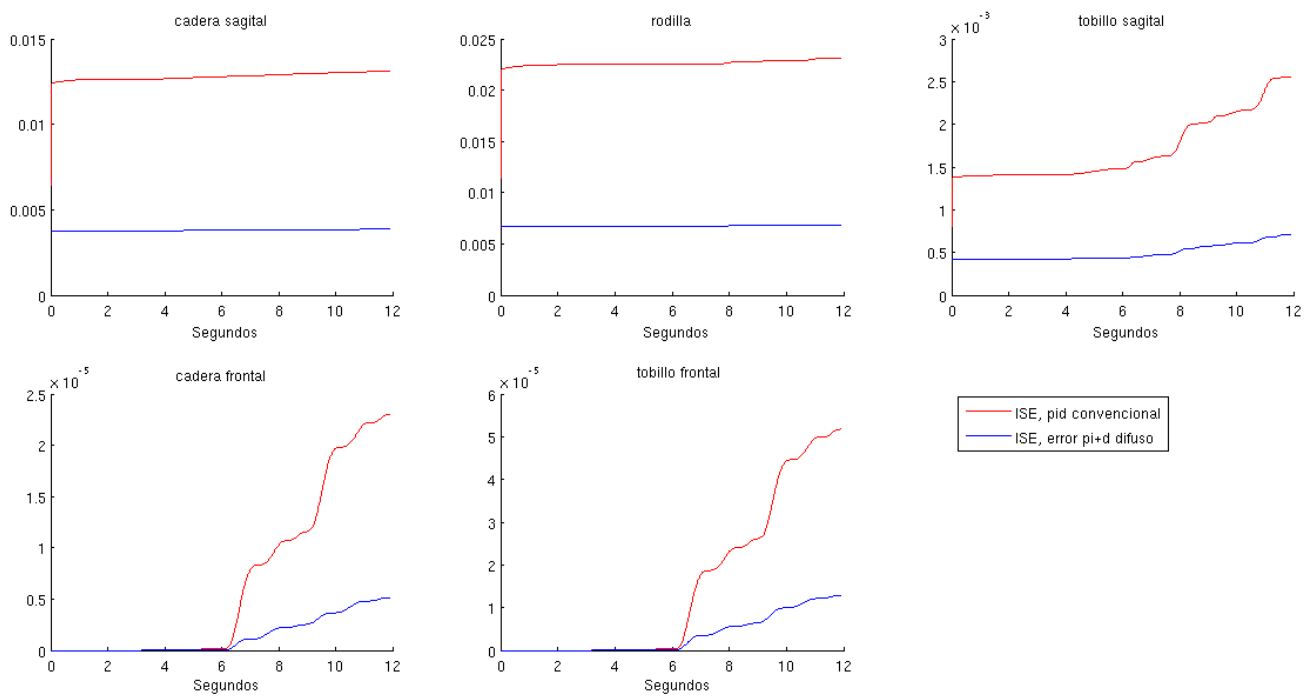 cadera sagital
0.015
0.01
0.005
0
0 2 4 6 8 10 12
Segundos
rodilla
0.025
0.02
0.015
0.01
0.005
0
0 2 4 6 8 10 12
Segundos
tobillo sagital
× 10⁻³
3
2.5
2
1.5
1
0.5
0
0 2 4 6 8 10 12
Segundos
cadera frontal
× 10⁻⁵
2.5
2
1.5
1
0.5
0
0 2 4 6 8 10 12
Segundos
tobillo frontal
× 10⁻⁵
6
5
4
3
2
1
0
0 2 4 6 8 10 12
Segundos
ISE, pid convencional
ISE, error pi+d difuso